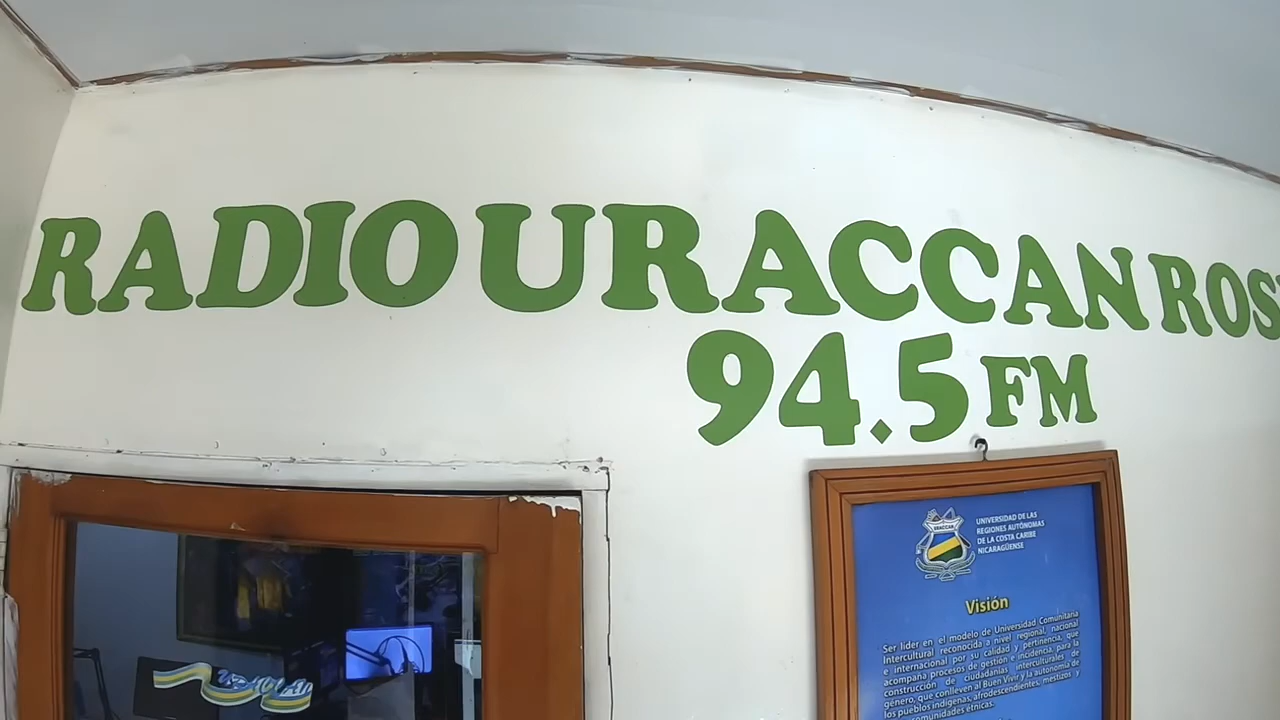 RADIO URACCAN ROS
94.5 FM
URACCAN
UNIVERSIDAD DE LAS
REGIONES AUTÓNOMAS
DE LA COSTA CARIBE
NICARAGÜENSE
Visión
Ser líder en el modelo de Universidad Comunitaria
Intercultural reconocida a nivel regional, nacional
e internacional por su calidad y pertinencia, que
acompaña procesos de gestión e incidencia, para la
construcción de ciudadanías interculturales de
género, que conlleven al Buen Vivir y la autonomía de
los pueblos indígenas, afrodescendientes, mestizos y
comunidades étnicas.